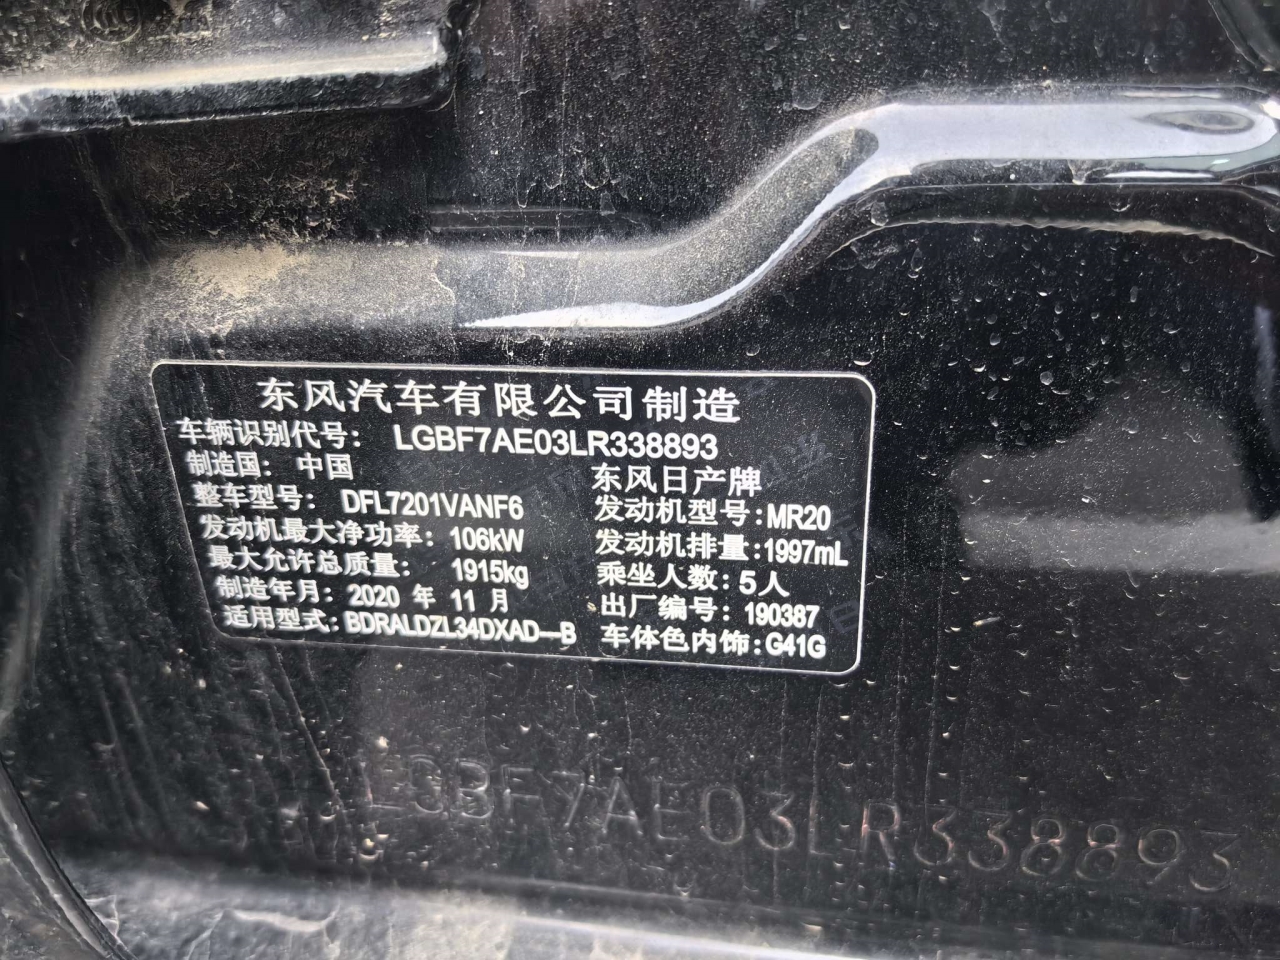 东风汽车有限公司制造
车辆识别代号: LGBF7AE03LR338893
制造国: 中国 东风日产牌
整车型号: DFL7201VANF6 发动机型号:MR20
发动机最大净功率: 106kW 发动机排量:1997mL
最大允许总质量: 1915kg 乘坐人数:5人
制造年月: 2020 年 11 月 出厂编号:190387
适用型式: BDRALDZL34DXAD—B 车体色内饰:G41G
LGBF7AE03LR338893